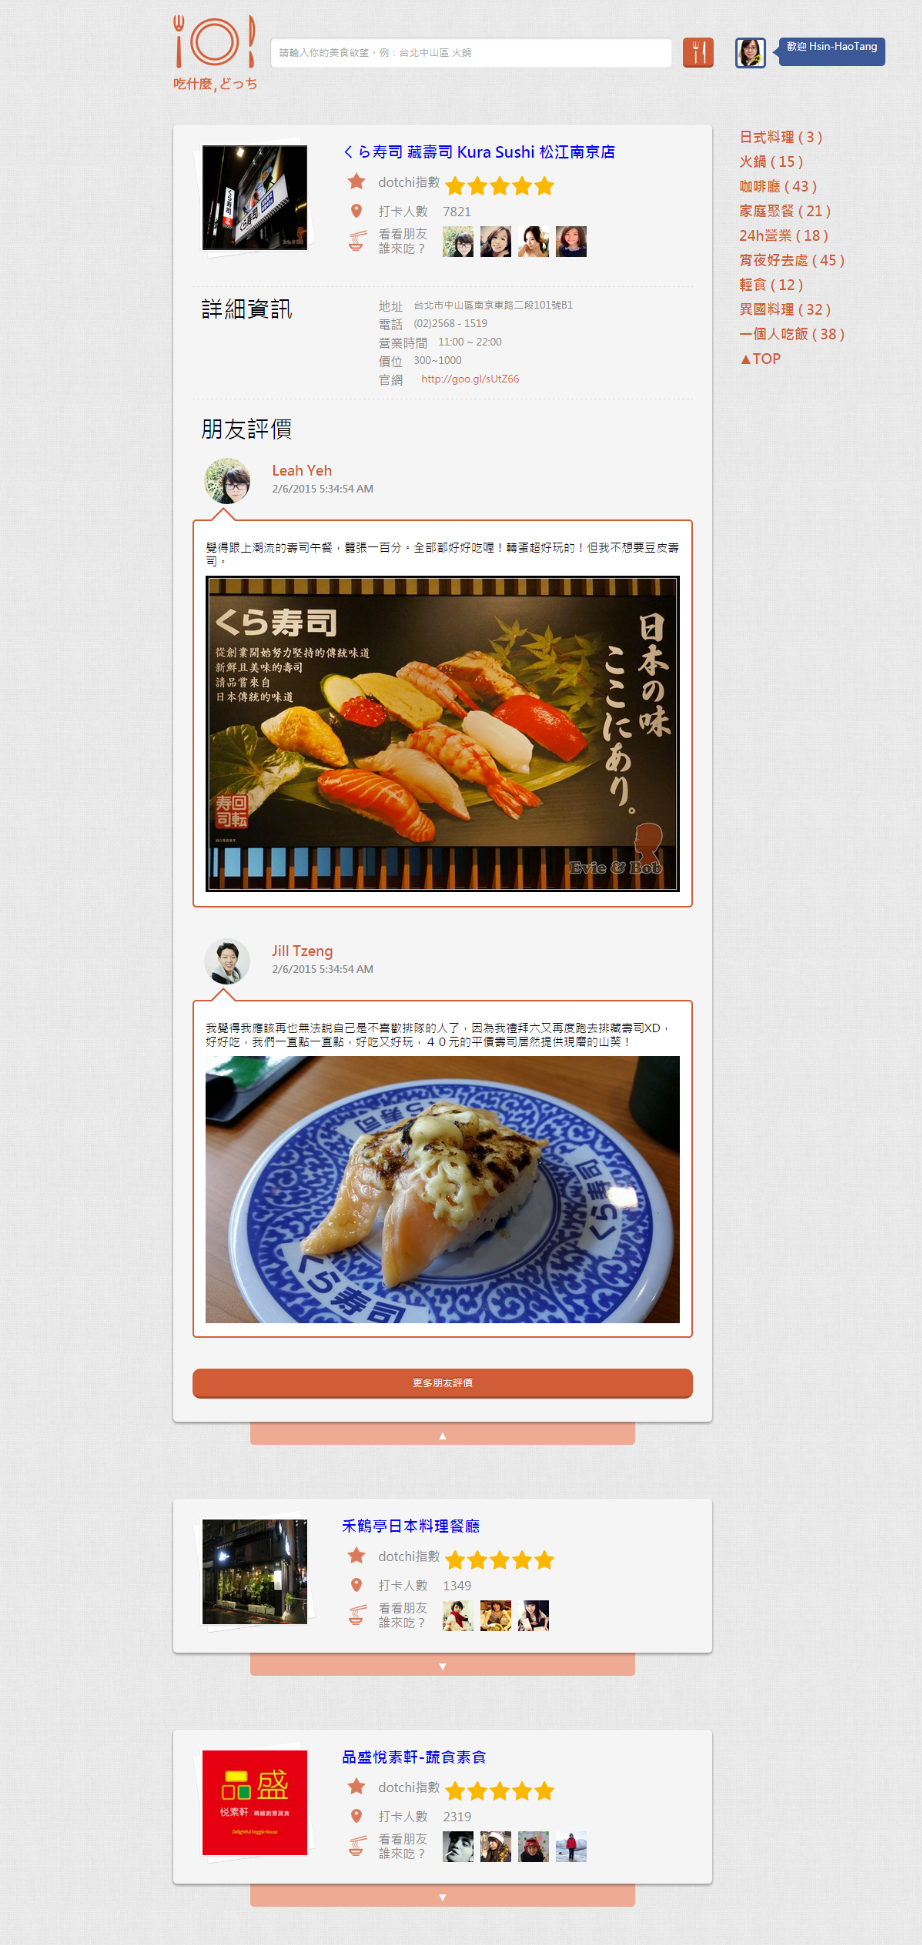 吃什麼,どっち
請輸入你的美食慾望，例：台北中山區 火鍋
歡迎 Hsin-HaoTang
日式料理 ( 3 )
火鍋 ( 15 )
咖啡廳 ( 43 )
家庭聚餐 ( 21 )
24h營業 ( 18 )
宵夜好去處 ( 45 )
輕食 ( 12 )
異國料理 ( 32 )
一個人吃飯 ( 38 )
▲TOP
くら寿司 藏壽司 Kura Sushi 松江南京店
dotchi指數
打卡人數 7821
看看朋友
誰來吃？
詳細資訊
地址 台北市中山區南京東路二段101號B1
電話 (02)2568 - 1519
營業時間 11:00 ~ 22:00
價位 300~1000
官網 http://goo.gl/sUtZ66
朋友評價
Leah Yeh
2/6/2015 5:34:54 AM
覺得跟上潮流的壽司午餐，囂張一百分。全部都好好吃喔！轉蛋超好玩的！但我不想要豆皮壽
司。
くら寿司
從創業開始努力堅持的傳統味道
新鮮且美味的壽司
請品嘗來自
日本傳統的味道
日本の味
ここにあり。
回転
寿司
Evie & Bob
Jill Tzeng
2/6/2015 5:34:54 AM
我覺得我應該再也無法說自己是不喜歡排隊的人了，因為我禮拜六又再度跑去排藏壽司XD，
好好吃，我們一直點一直點，好吃又好玩，４０元的平價壽司居然提供現磨的山葵！
くら寿司
更多朋友評價
▲
禾鶴亭日本料理餐廳
dotchi指數
打卡人數 1349
看看朋友
誰來吃？
▼
品盛悅素軒-蔬食素食
品盛
悦素軒 精緻創意蔬食
Delightful Veggie House
dotchi指數
打卡人數 2319
看看朋友
誰來吃？
▼